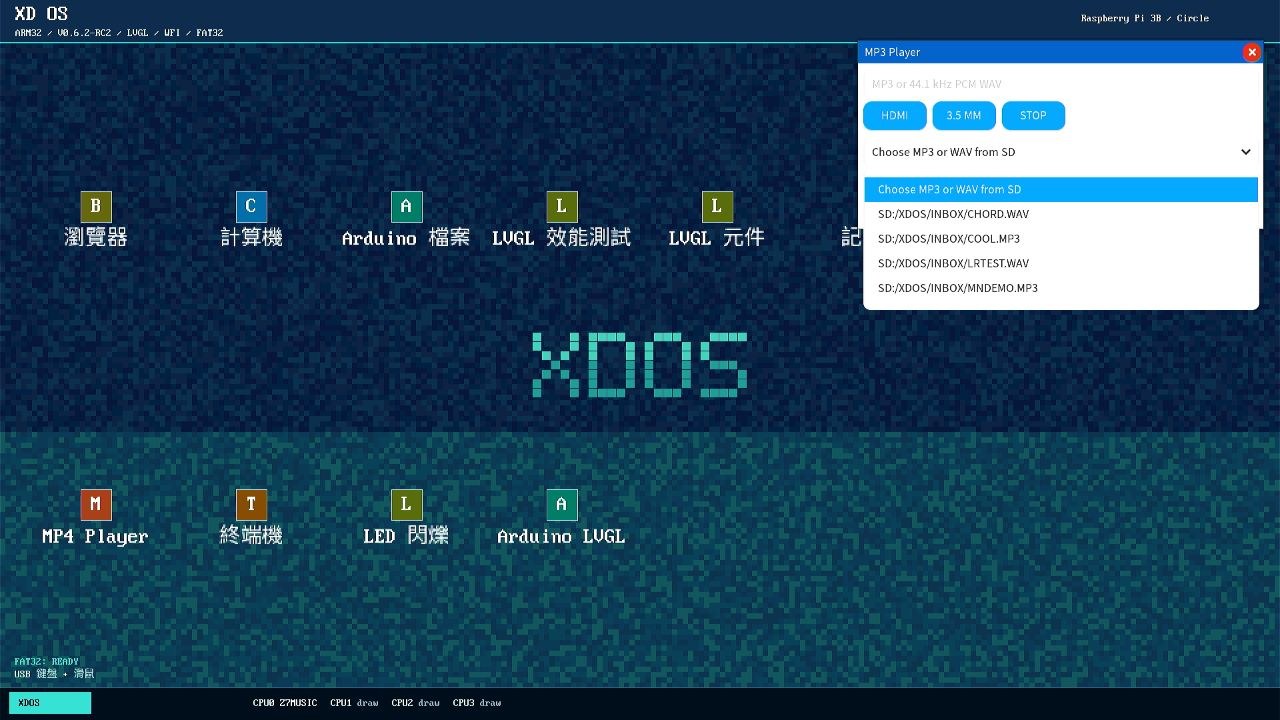 XD OS
ARM32 / V0.6.2-RC2 / LVGL / WFI / FAT32
Raspberry Pi 3B / Circle
MP3 Player
MP3 or 44.1 kHz PCM WAV
HDMI 3.5 MM STOP
Choose MP3 or WAV from SD
Choose MP3 or WAV from SD
SD:/XDOS/INBOX/CHORD.WAV
SD:/XDOS/INBOX/COOL.MP3
SD:/XDOS/INBOX/LRTEST.WAV
SD:/XDOS/INBOX/MNDEMO.MP3
B C A L L
瀏覽器 計算機 Arduino 檔案 LVGL 效能測試 LVGL 元件 記
XDOS
M T L A
MP4 Player 終端機 LED 閃爍 Arduino LVGL
FAT32: READY
USB 鍵盤 + 滑鼠
XDOS CPU0 Z7MUSIC CPU1 draw CPU2 draw CPU3 draw